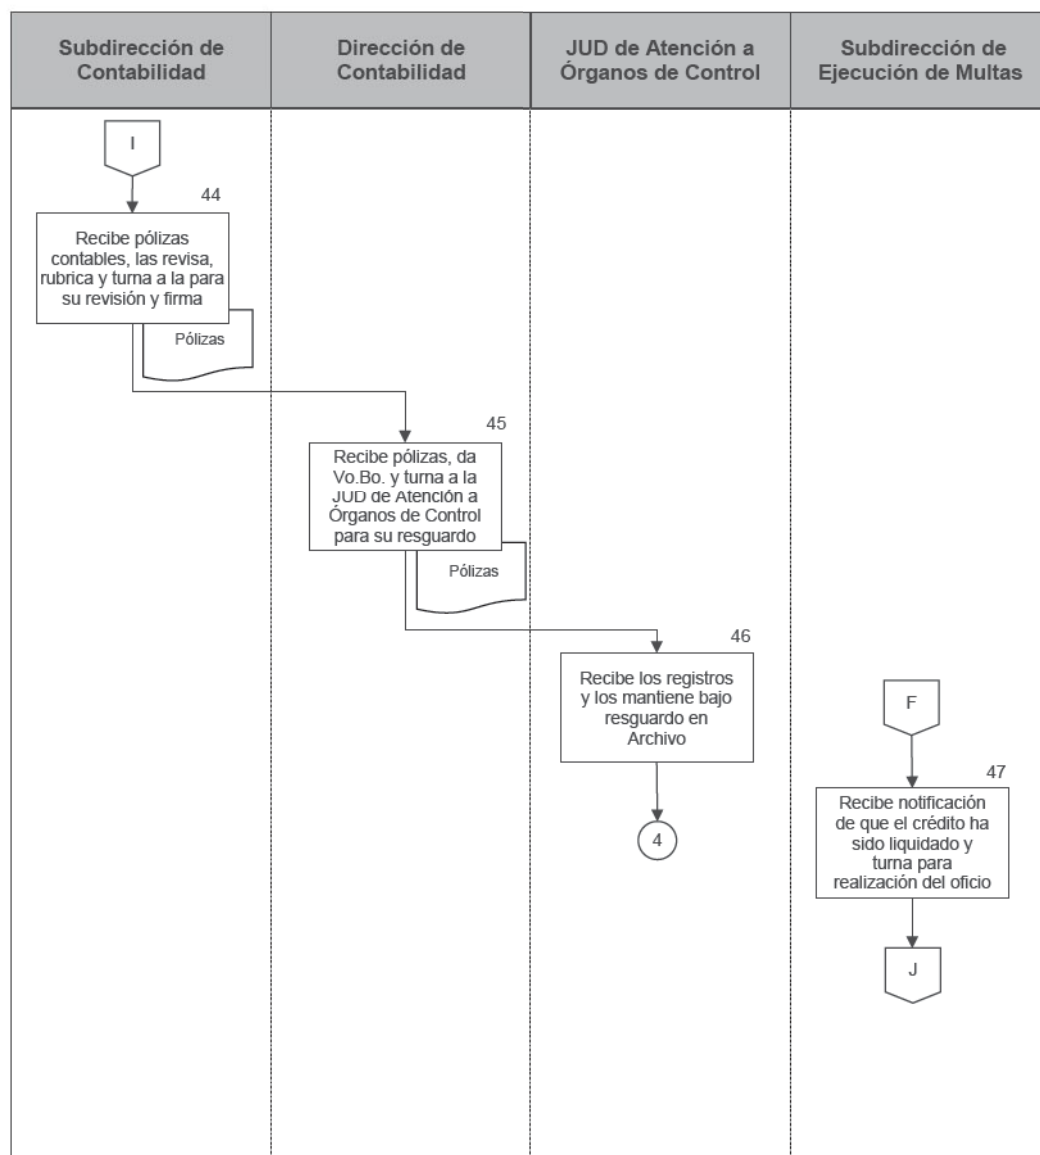 Subdirección de
Contabilidad
Dirección de
Contabilidad
JUD de Atención a
Órganos de Control
Subdirección de
Ejecución de Multas
I
44
Recibe pólizas
contables, las revisa,
rubrica y turna a la para
su revisión y firma
Pólizas
45
Recibe pólizas, da
Vo.Bo. y turna a la
JUD de Atención a
Órganos de Control
para su resguardo
Pólizas
46
Recibe los registros
y los mantiene bajo
resguardo en
Archivo
4
F
47
Recibe notificación
de que el crédito ha
sido liquidado y
turna para
realización del oficio
J